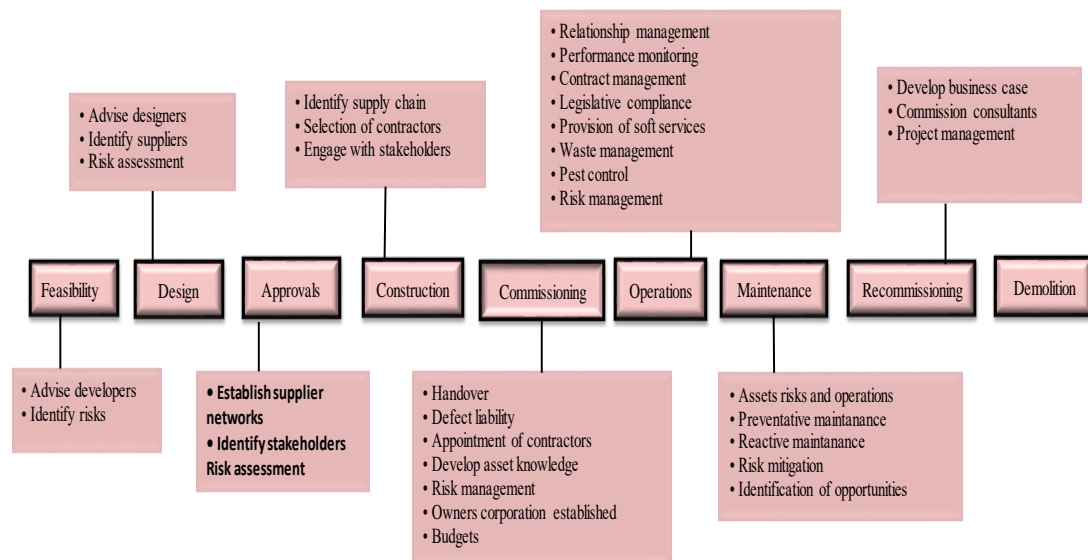 • Relationship management
• Performance monitoring
• Contract management
• Legislative compliance
• Provision of soft services
• Waste management
• Pest control
• Risk management
• Develop business case
• Commission consultants
• Project management
• Advise designers
• Identify suppliers
• Risk assessment
• Identify supply chain
• Selection of contractors
• Engage with stakeholders
Feasibility
Design
Approvals
Construction
Commissioning
Operations
Maintenance
Recommissioning
Demolition
• Advise developers
• Identify risks
• Establish supplier
networks
• Identify stakeholders
Risk assessment
• Handover
• Defect liability
• Appointment of contractors
• Develop asset knowledge
• Risk management
• Owners corporation established
• Budgets
• Assets risks and operations
• Preventative maintanance
• Reactive maintanance
• Risk mitigation
• Identification of opportunities